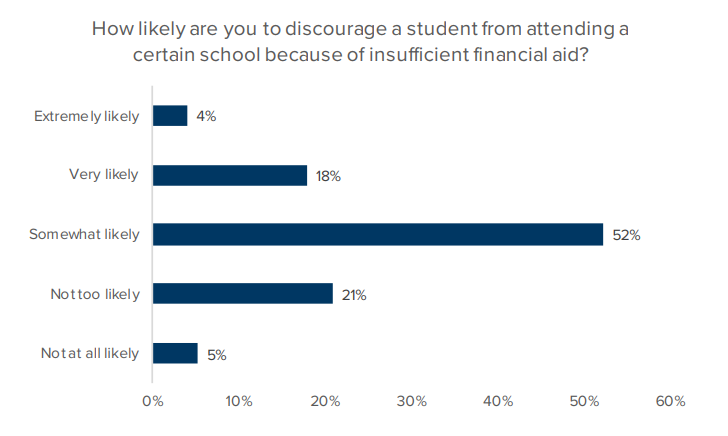 How likely are you to discourage a student from attending a
certain school because of insufficient financial aid?
Extremely likely 4%
Very likely 18%
Somewhat likely 52%
Not too likely 21%
Not at all likely 5%
0% 10% 20% 30% 40% 50% 60%